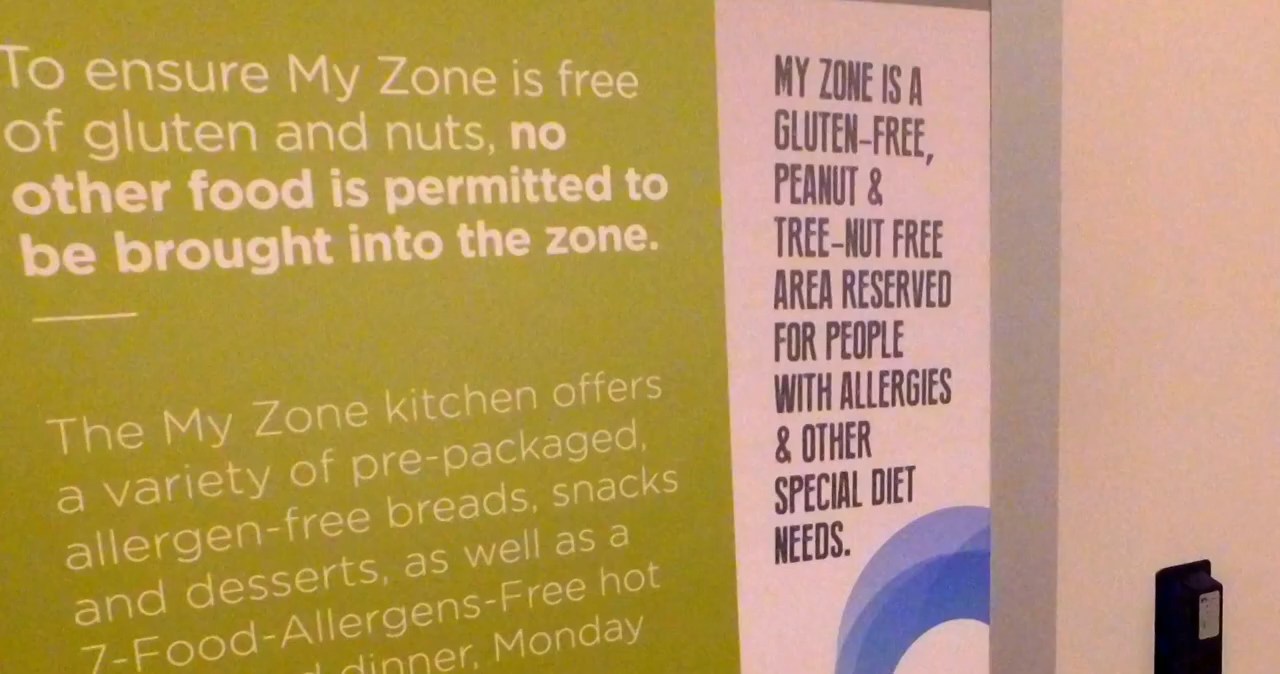 To ensure My Zone is free
of gluten and nuts, no
other food is permitted to
be brought into the zone.
The My Zone kitchen offers
a variety of pre-packaged,
allergen-free breads, snacks
and desserts, as well as a
7-Food-Allergens-Free hot
dinner, Monday
MY ZONE IS A
GLUTEN-FREE,
PEANUT &
TREE-NUT FREE
AREA RESERVED
FOR PEOPLE
WITH ALLERGIES
& OTHER
SPECIAL DIET
NEEDS.